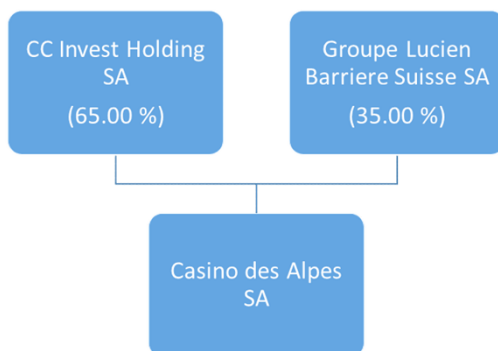 CC Invest Holding
SA
(65.00 %)
Groupe Lucien
Barriere Suisse SA
(35.00 %)
Casino des Alpes
SA